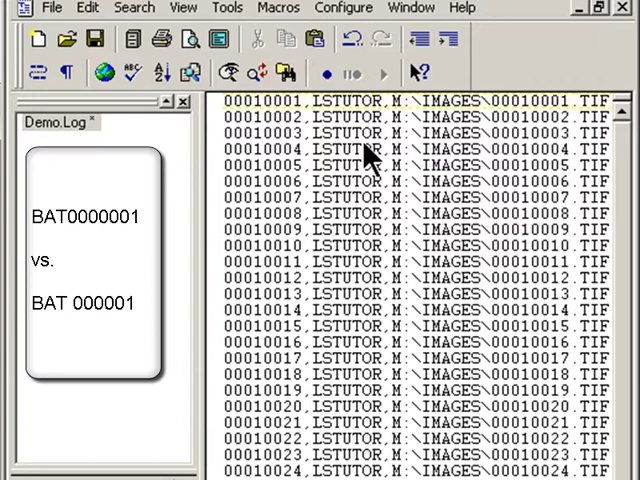 File Edit Search View Tools Macros Configure Window Help
Demo.Log *
BAT0000001
vs.
BAT 000001
00010001,LSTUTOR,M:\IMAGES\00010001.TIF
00010002,LSTUTOR,M:\IMAGES\00010002.TIF
00010003,LSTUTOR,M:\IMAGES\00010003.TIF
00010004,LSTUTOR,M:\IMAGES\00010004.TIF
00010005,LSTUTOR,M:\IMAGES\00010005.TIF
00010006,LSTUTOR,M:\IMAGES\00010006.TIF
00010007,LSTUTOR,M:\IMAGES\00010007.TIF
00010008,LSTUTOR,M:\IMAGES\00010008.TIF
00010009,LSTUTOR,M:\IMAGES\00010009.TIF
00010010,LSTUTOR,M:\IMAGES\00010010.TIF
00010011,LSTUTOR,M:\IMAGES\00010011.TIF
00010012,LSTUTOR,M:\IMAGES\00010012.TIF
00010013,LSTUTOR,M:\IMAGES\00010013.TIF
00010014,LSTUTOR,M:\IMAGES\00010014.TIF
00010015,LSTUTOR,M:\IMAGES\00010015.TIF
00010016,LSTUTOR,M:\IMAGES\00010016.TIF
00010017,LSTUTOR,M:\IMAGES\00010017.TIF
00010018,LSTUTOR,M:\IMAGES\00010018.TIF
00010019,LSTUTOR,M:\IMAGES\00010019.TIF
00010020,LSTUTOR,M:\IMAGES\00010020.TIF
00010021,LSTUTOR,M:\IMAGES\00010021.TIF
00010022,LSTUTOR,M:\IMAGES\00010022.TIF
00010023,LSTUTOR,M:\IMAGES\00010023.TIF
00010024,LSTUTOR,M:\IMAGES\00010024.TIF